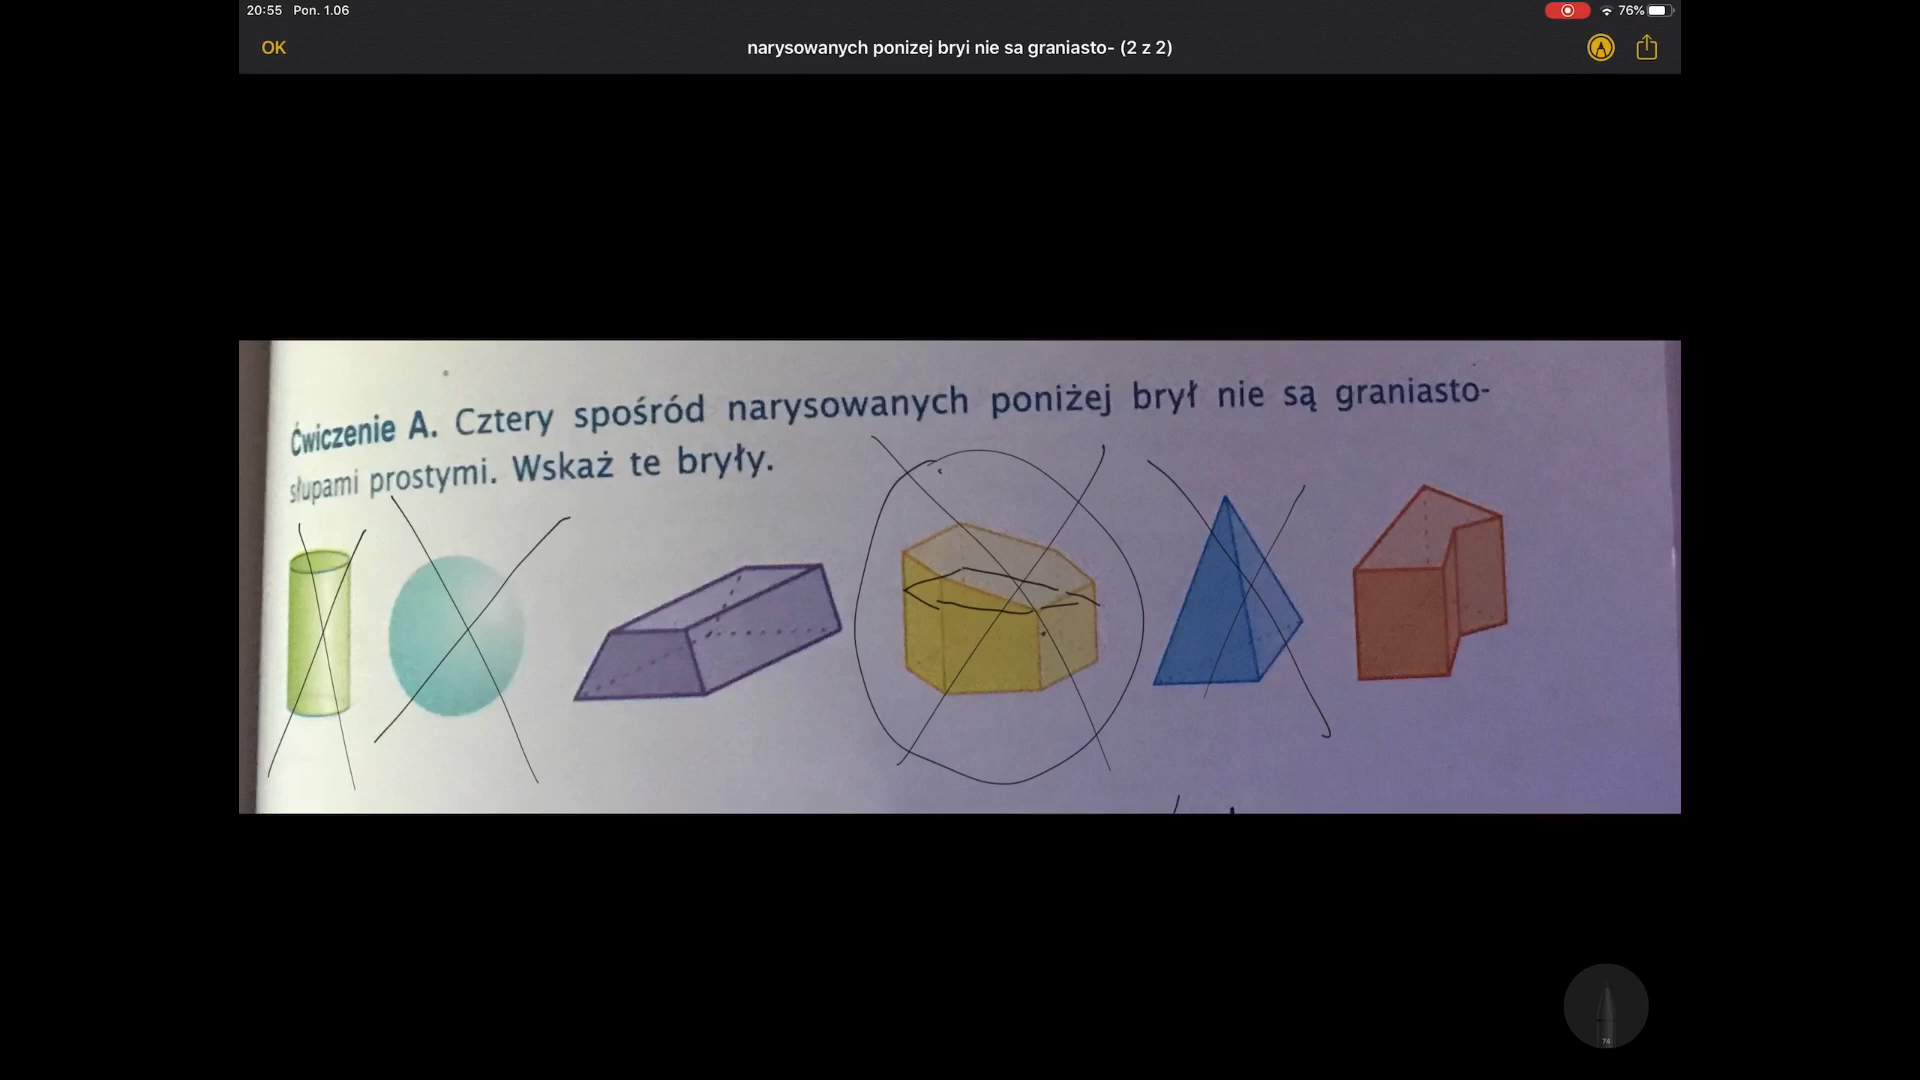 20:55 Pon. 1.06
76%
OK
narysowanych ponizej bryi nie sa graniasto- (2 z 2)
Ćwiczenie A. Cztery spośród narysowanych poniżej brył nie są graniasto-
słupami prostymi. Wskaż te bryły.
74